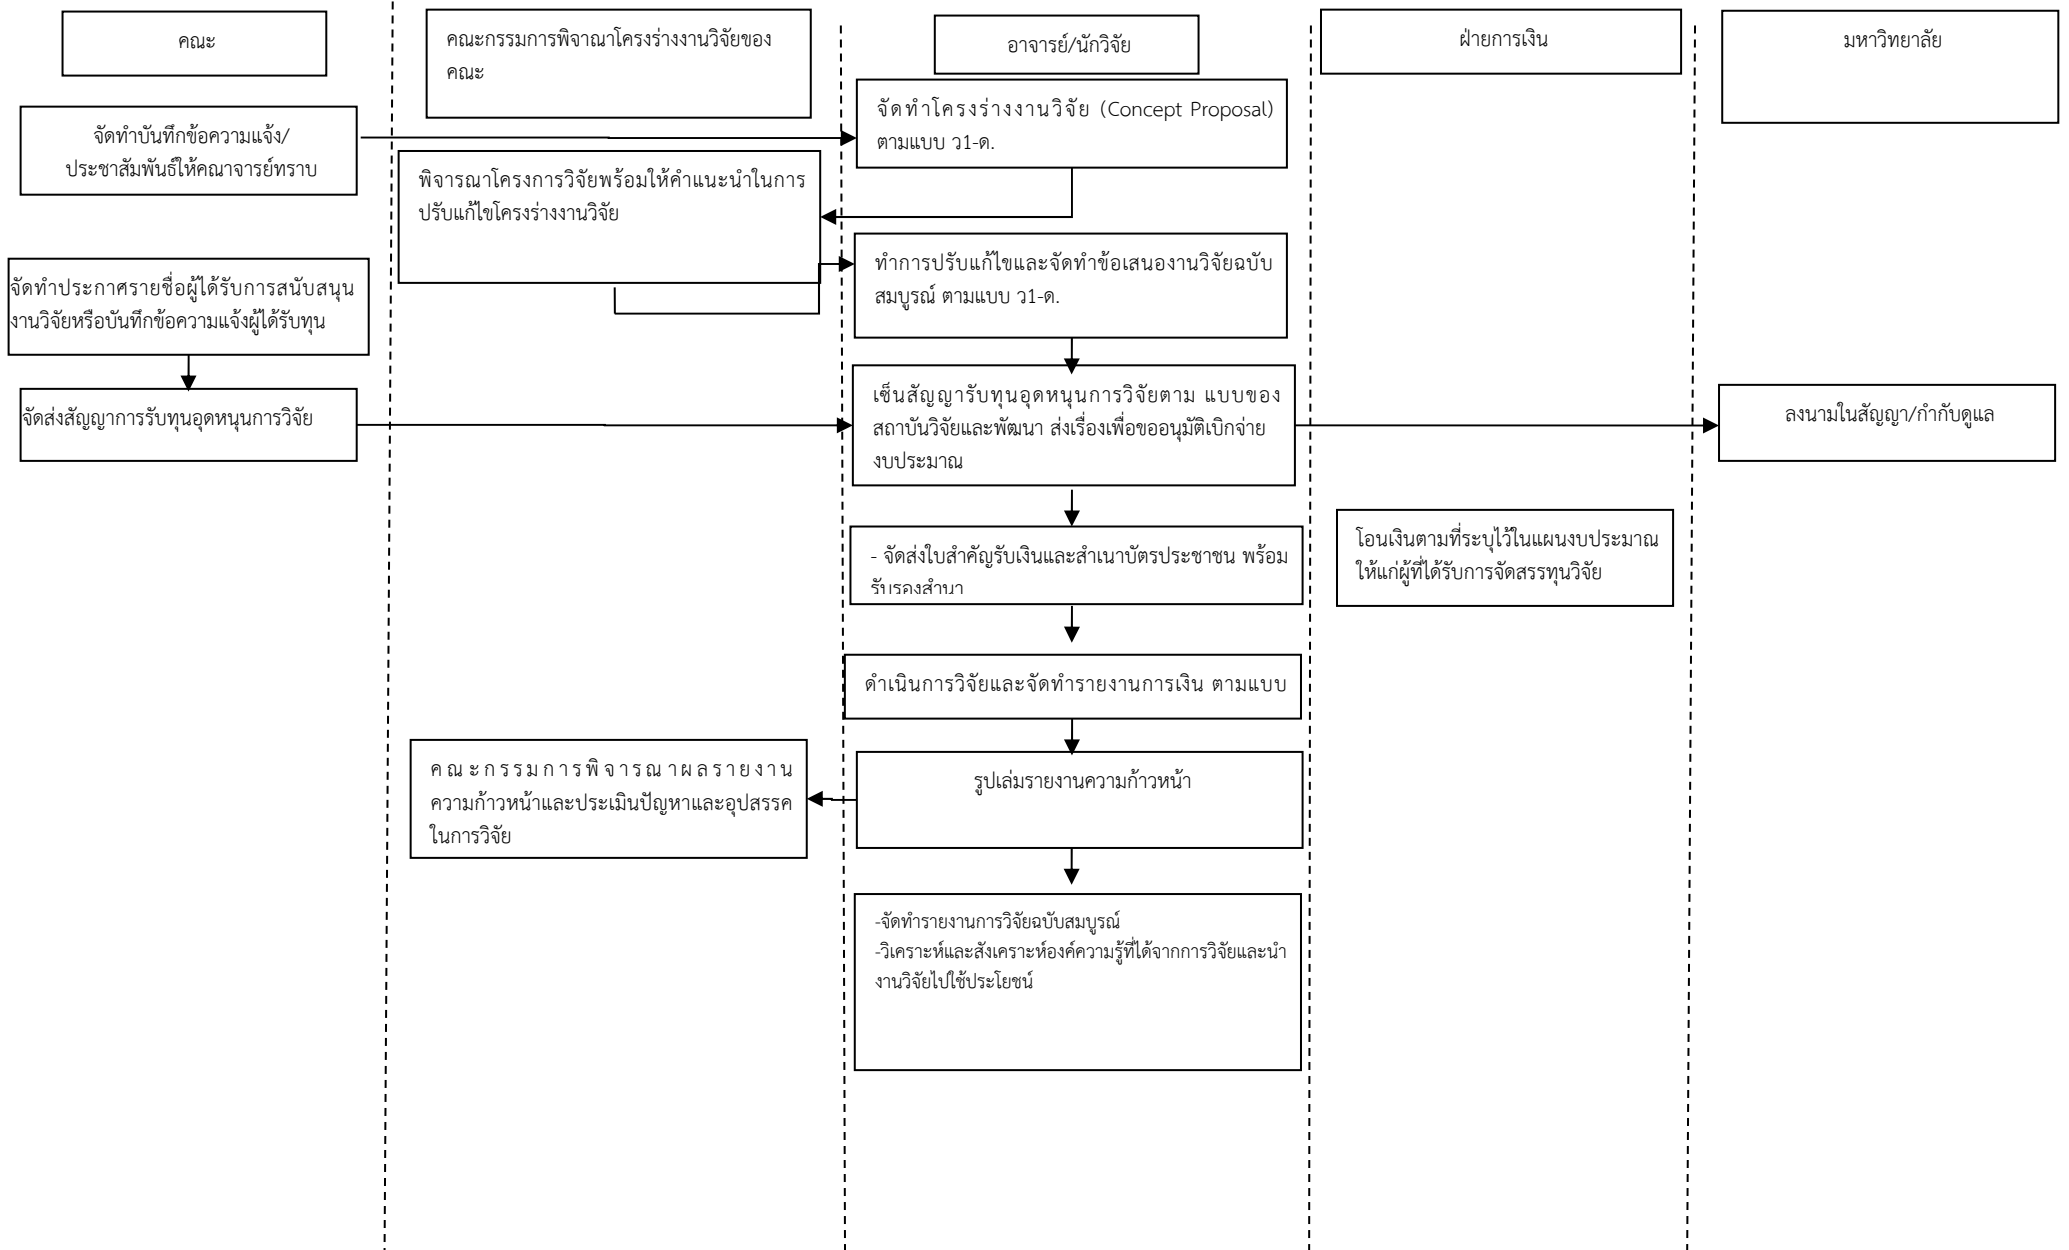 คณะ
คณะกรรมการพิจาณาโครงร่างงานวิจัยของ
คณะ
อาจารย์/นักวิจัย
ฝ่ายการเงิน
มหาวิทยาลัย
จัดทำบันทึกข้อความแจ้ง/
ประชาสัมพันธ์ให้คณาจารย์ทราบ
จัดทำโครงร่างงานวิจัย (Concept Proposal)
ตามแบบ ว1-ด.
พิจารณาโครงการวิจัยพร้อมให้คำแนะนำในการ
ปรับแก้ไขโครงร่างงานวิจัย
ทำการปรับแก้ไขและจัดทำข้อเสนองานวิจัยฉบับ
สมบูรณ์ ตามแบบ ว1-ด.
จัดทำประกาศรายชื่อผู้ได้รับการสนับสนุน
งานวิจัยหรือบันทึกข้อความแจ้งผู้ได้รับทุน
จัดส่งสัญญาการรับทุนอุดหนุนการวิจัย
เซ็นสัญญารับทุนอุดหนุนการวิจัยตาม แบบของ
สถาบันวิจัยและพัฒนา ส่งเรื่องเพื่อขออนุมัติเบิกจ่าย
งบประมาณ
ลงนามในสัญญา/กำกับดูแล
- จัดส่งใบสำคัญรับเงินและสำเนาบัตรประชาชน พร้อม
รับรองสำเนา
โอนเงินตามที่ระบุไว้ในแผนงบประมาณ
ให้แก่ผู้ที่ได้รับการจัดสรรทุนวิจัย
ดำเนินการวิจัยและจัดทำรายงานการเงิน ตามแบบ
คณะกรรมการพิจารณาผลรายงาน
ความก้าวหน้าและประเมินปัญหาและอุปสรรค
ในการวิจัย
รูปเล่มรายงานความก้าวหน้า
-จัดทำรายงานการวิจัยฉบับสมบูรณ์
-วิเคราะห์และสังเคราะห์องค์ความรู้ที่ได้จากการวิจัยและนำ
งานวิจัยไปใช้ประโยชน์